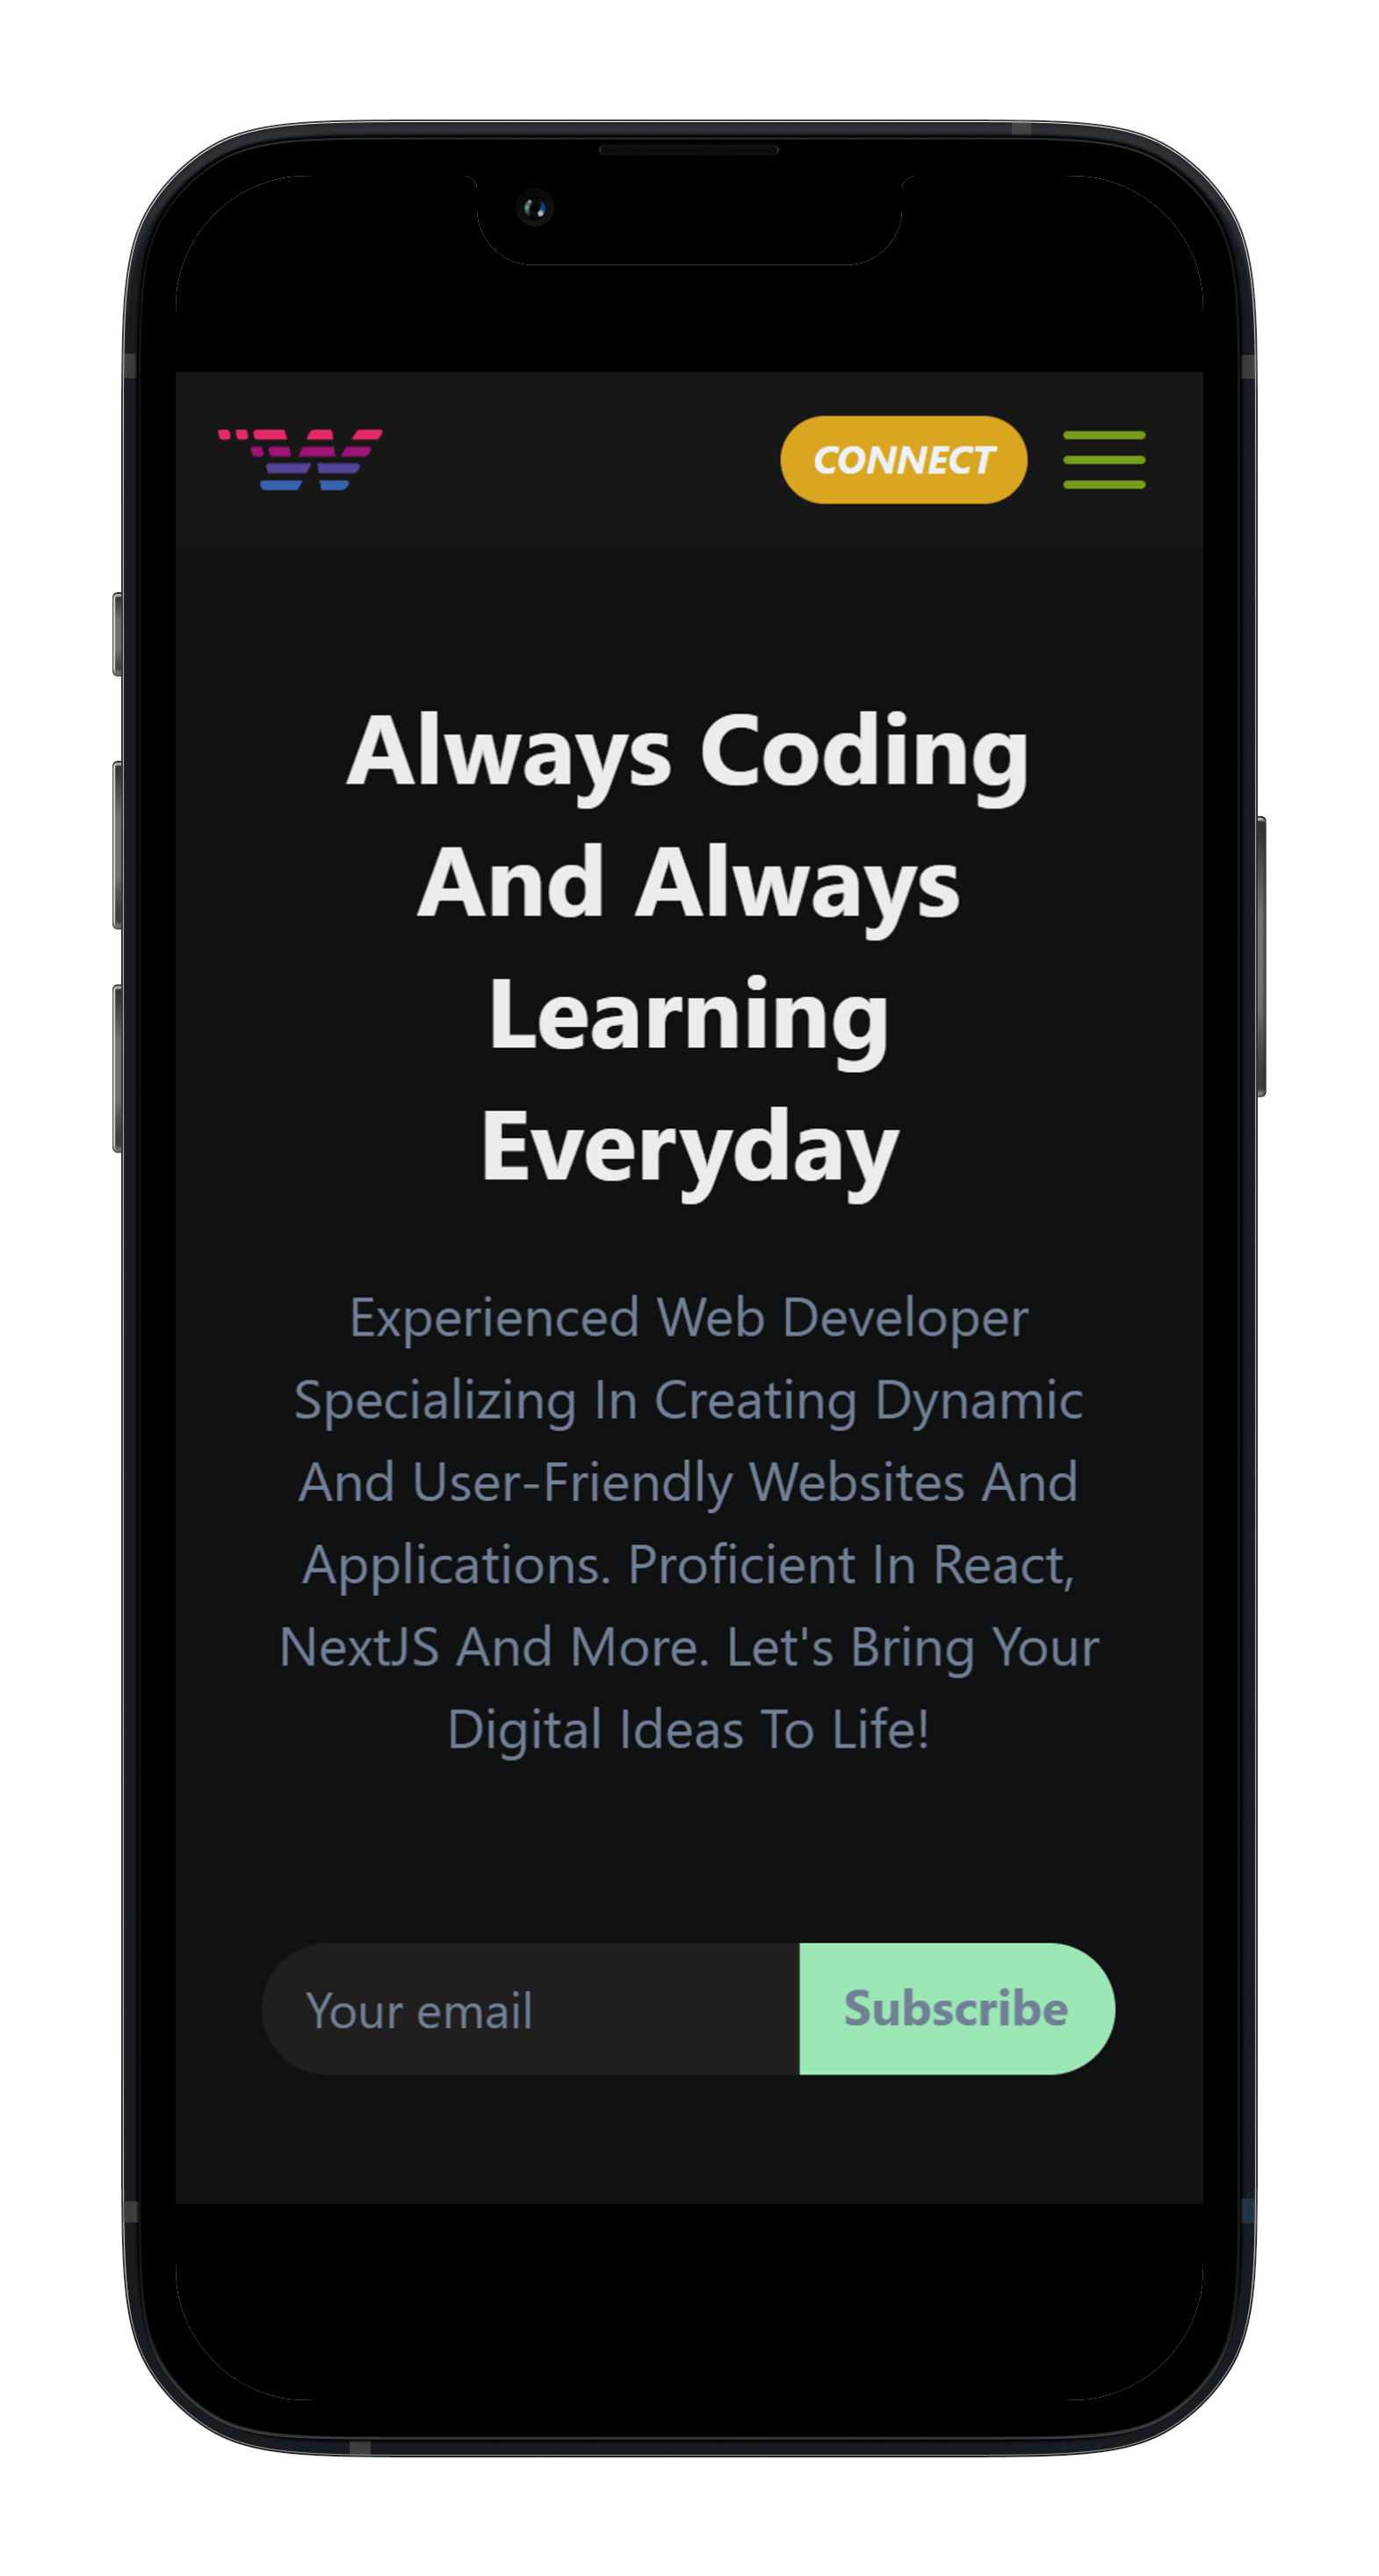 W
CONNECT
Always Coding
And Always
Learning
Everyday
Experienced Web Developer
Specializing In Creating Dynamic
And User-Friendly Websites And
Applications. Proficient In React,
NextJS And More. Let's Bring Your
Digital Ideas To Life!
Your email
Subscribe